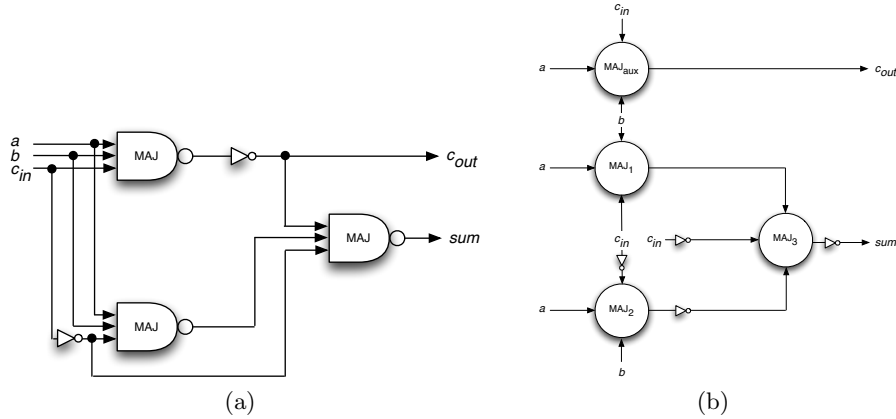 a
b
c_in
MAJ
c_out
MAJ
sum
MAJ
(a)
c_in
a
MAJ_aux
c_out
b
a
MAJ_1
c_in
c_in
MAJ_3
sum
a
MAJ_2
b
(b)